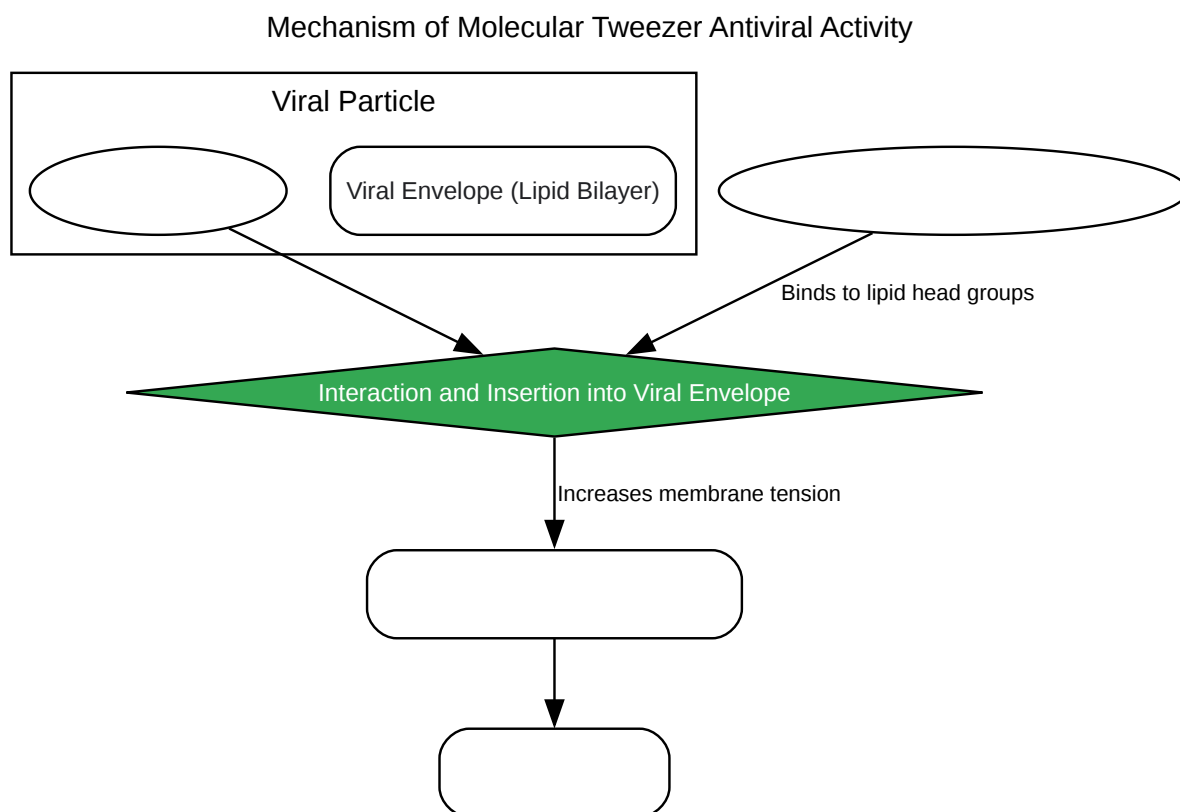 Mechanism of Molecular Tweezer Antiviral Activity
Viral Particle
Viral Envelope (Lipid Bilayer)
Binds to lipid head groups
Interaction and Insertion into Viral Envelope
Increases membrane tension